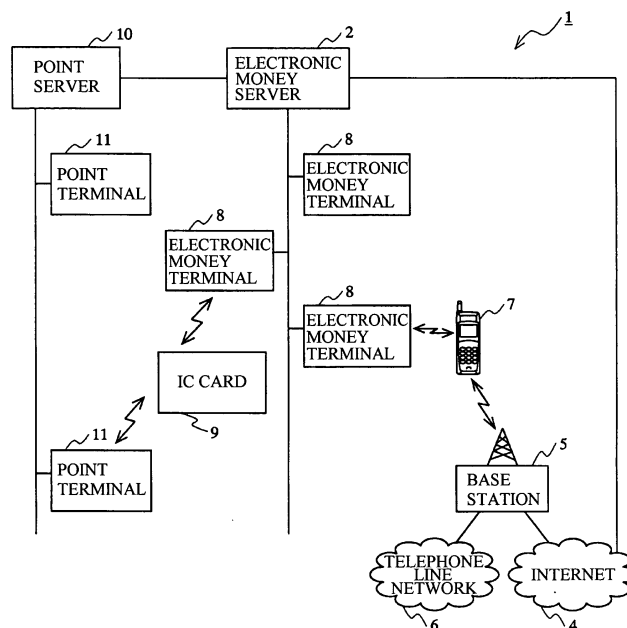 1
10
POINT
SERVER
2
ELECTRONIC
MONEY
SERVER
11
POINT
TERMINAL
8
ELECTRONIC
MONEY
TERMINAL
8
ELECTRONIC
MONEY
TERMINAL
8
ELECTRONIC
MONEY
TERMINAL
7
IC CARD
9
11
POINT
TERMINAL
5
BASE
STATION
TELEPHONE
LINE
NETWORK
6
INTERNET
4